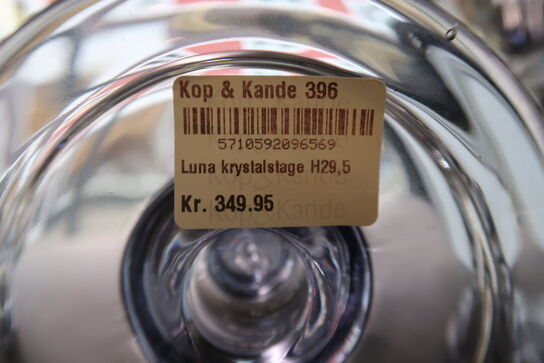 Kop & Kande 396
5710592096569
Luna krystalstage H29,5
Kr. 349.95